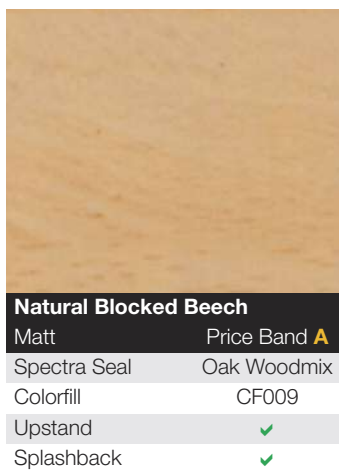 Natural Blocked Beech
Matt Price Band A
Spectra Seal Oak Woodmix
Colorfill CF009
Upstand ✓
Splashback ✓